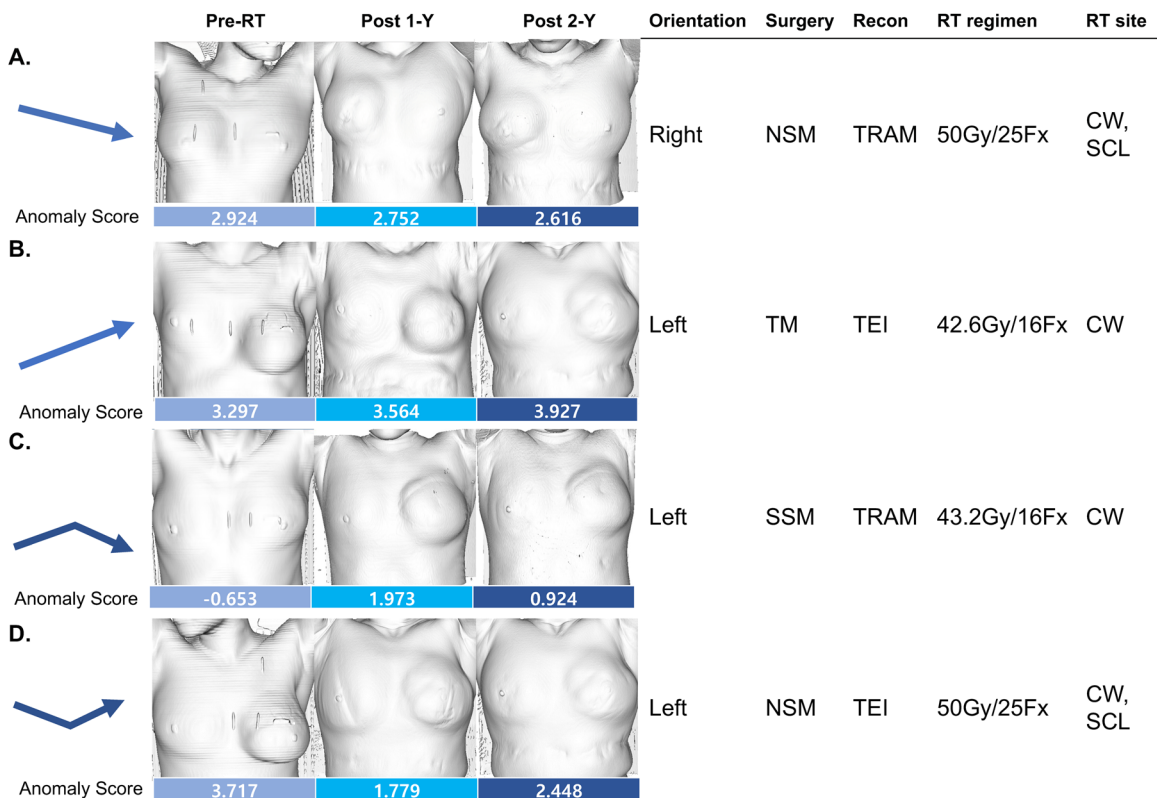 Pre-RT Post 1-Y Post 2-Y Orientation Surgery Recon RT regimen RT site
A.
Right NSM TRAM 50Gy/25Fx CW,
SCL
Anomaly Score 2.924 2.752 2.616
B.
Left TM TEI 42.6Gy/16Fx CW
Anomaly Score 3.297 3.564 3.927
C.
Left SSM TRAM 43.2Gy/16Fx CW
Anomaly Score -0.653 1.973 0.924
D.
Left NSM TEI 50Gy/25Fx CW,
SCL
Anomaly Score 3.717 1.779 2.448